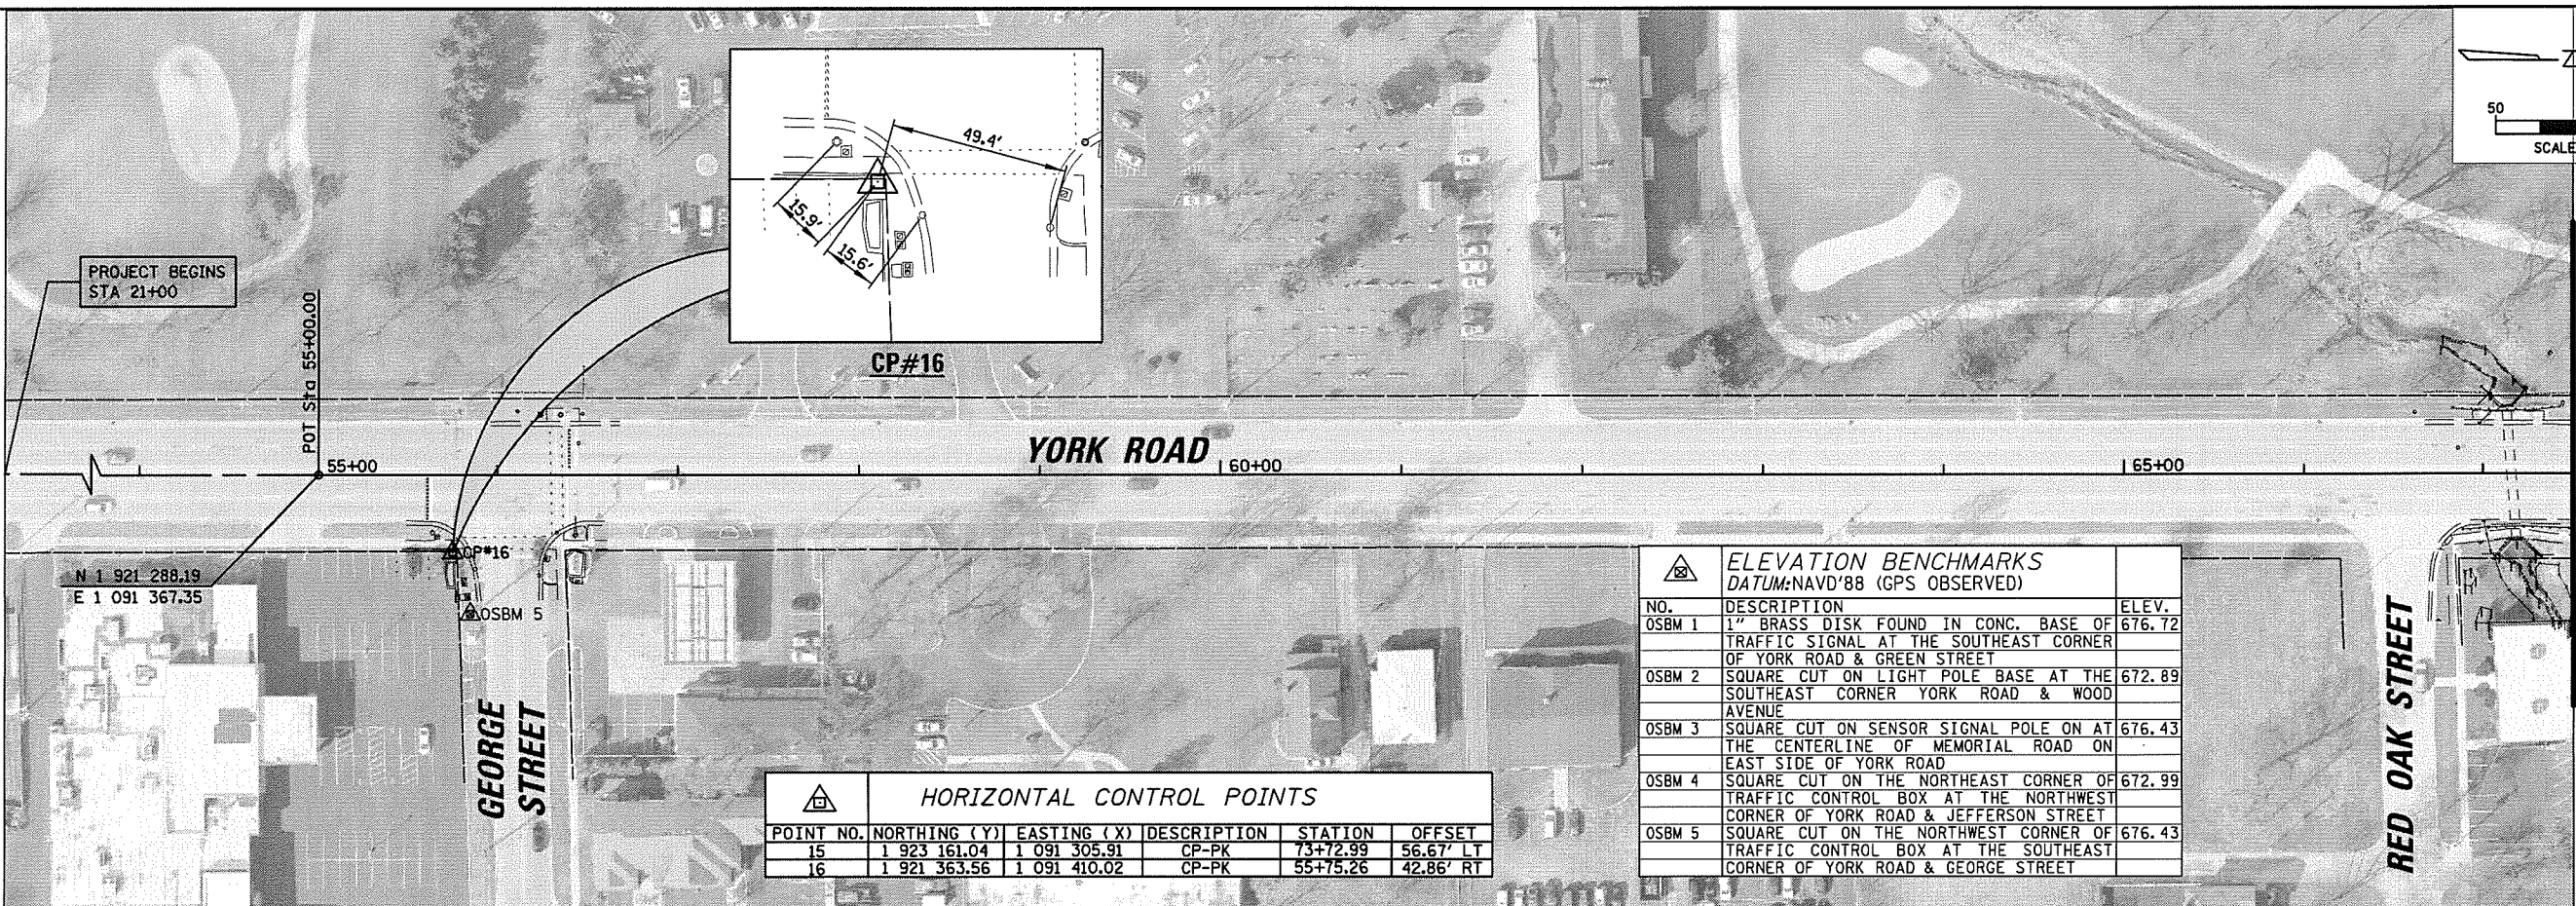 PROJECT BEGINS
STA 21+00
POT Sta 55+00.00
55+00
N 1 921 288.19
E 1 091 367.35
CP#16
OSBM 5
GEORGE
STREET
49.4'
15.9'
15.6'
CP#16
YORK ROAD
60+00
65+00
50
SCALE
RED OAK STREET
HORIZONTAL CONTROL POINTS
POINT NO. NORTHING (Y) EASTING (X) DESCRIPTION STATION OFFSET
15 1 923 161.04 1 091 305.91 CP-PK 73+72.99 56.67' LT
16 1 921 363.56 1 091 410.02 CP-PK 55+75.26 42.86' RT
ELEVATION BENCHMARKS
DATUM:NAVD'88 (GPS OBSERVED)
NO. DESCRIPTION ELEV.
OSBM 1 1" BRASS DISK FOUND IN CONC. BASE OF 676.72
TRAFFIC SIGNAL AT THE SOUTHEAST CORNER
OF YORK ROAD & GREEN STREET
OSBM 2 SQUARE CUT ON LIGHT POLE BASE AT THE 672.89
SOUTHEAST CORNER YORK ROAD & WOOD
AVENUE
OSBM 3 SQUARE CUT ON SENSOR SIGNAL POLE ON AT 676.43
THE CENTERLINE OF MEMORIAL ROAD ON
EAST SIDE OF YORK ROAD
OSBM 4 SQUARE CUT ON THE NORTHEAST CORNER OF 672.99
TRAFFIC CONTROL BOX AT THE NORTHWEST
CORNER OF YORK ROAD & JEFFERSON STREET
OSBM 5 SQUARE CUT ON THE NORTHWEST CORNER OF 676.43
TRAFFIC CONTROL BOX AT THE SOUTHEAST
CORNER OF YORK ROAD & GEORGE STREET